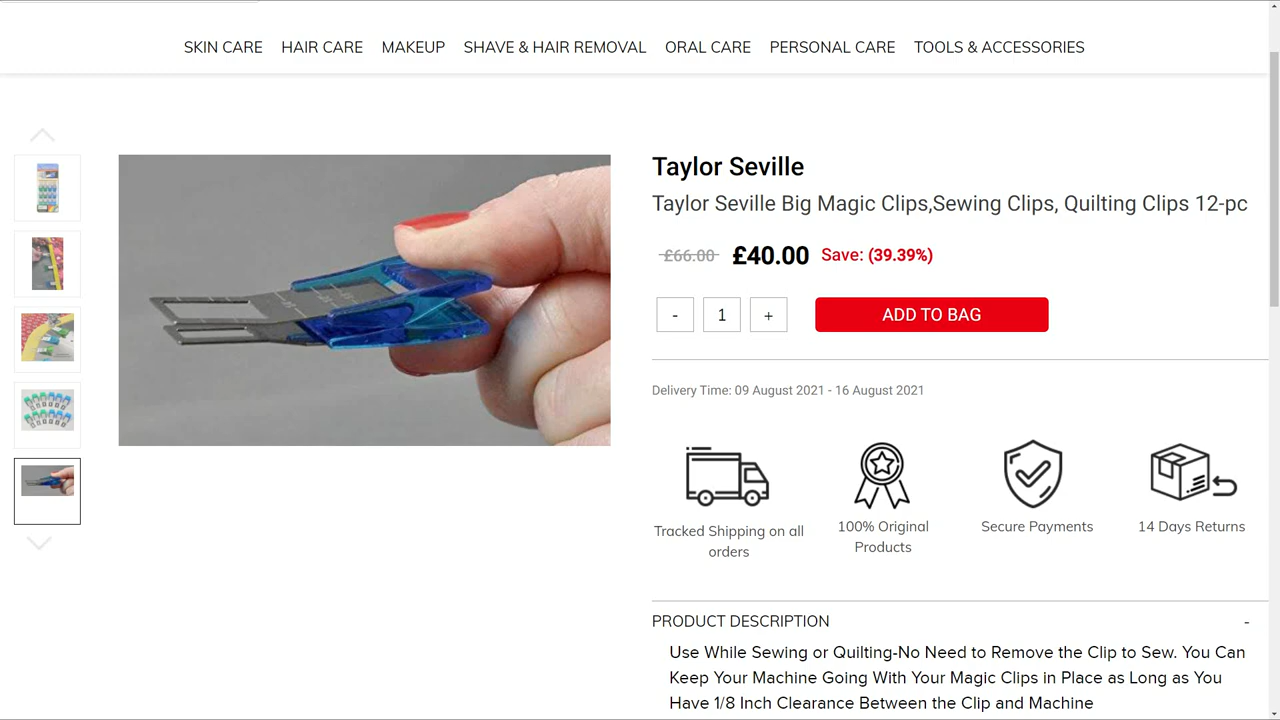 SKIN CARE HAIR CARE MAKEUP SHAVE & HAIR REMOVAL ORAL CARE PERSONAL CARE TOOLS & ACCESSORIES
Taylor Seville
Taylor Seville Big Magic Clips,Sewing Clips, Quilting Clips 12-pc
£66.00 £40.00 Save: (39.39%)
- 1 + ADD TO BAG
Delivery Time: 09 August 2021 - 16 August 2021
Tracked Shipping on all
orders
100% Original
Products
Secure Payments
14 Days Returns
PRODUCT DESCRIPTION -
Use While Sewing or Quilting-No Need to Remove the Clip to Sew. You Can
Keep Your Machine Going With Your Magic Clips in Place as Long as You
Have 1/8 Inch Clearance Between the Clip and Machine